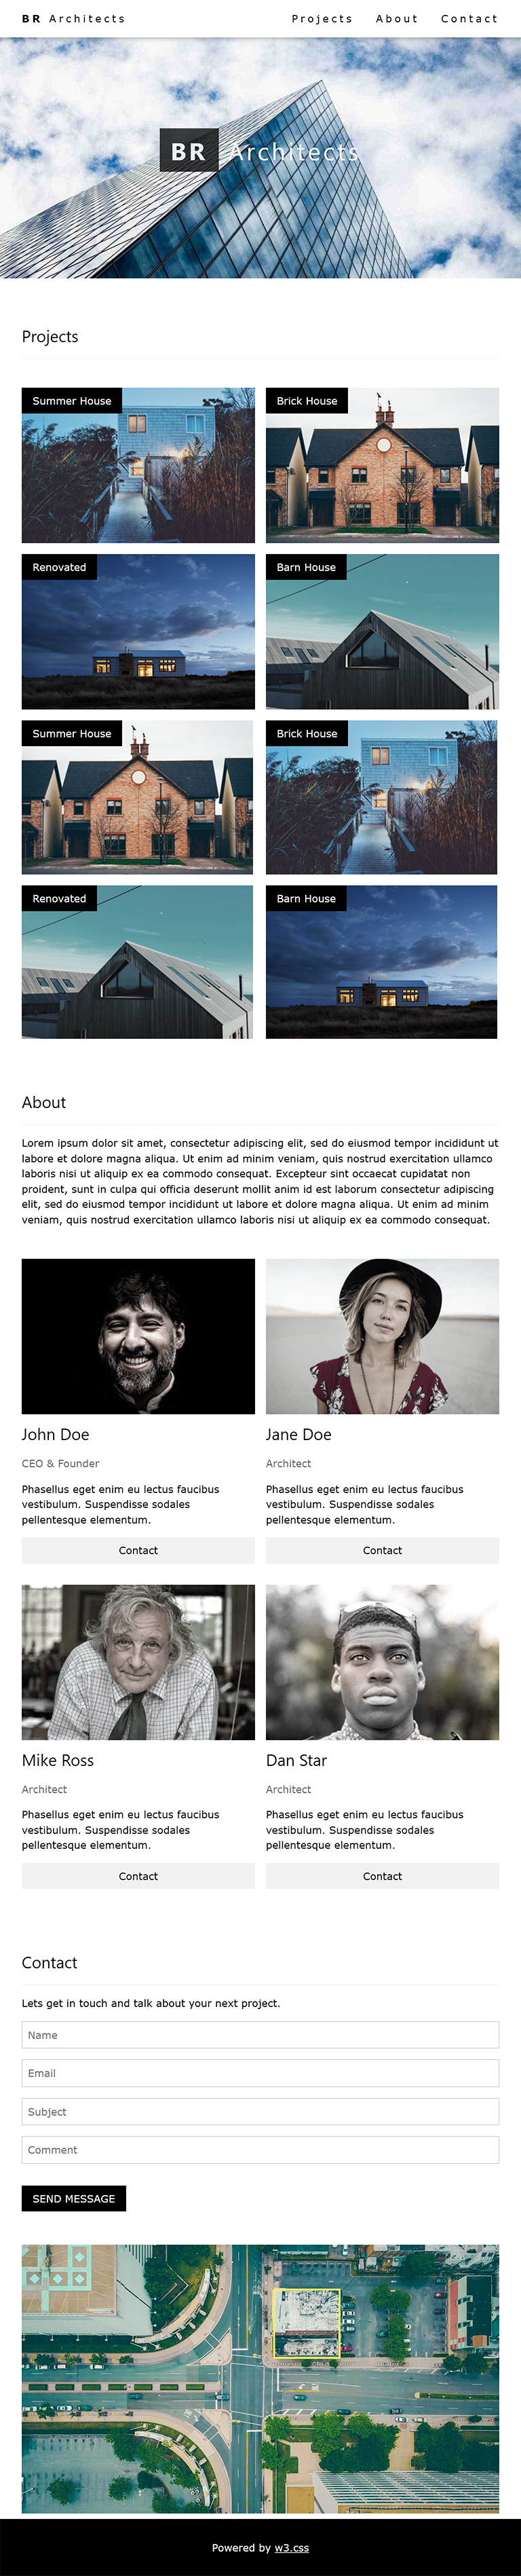 BR Architects
Projects About Contact
BR Architects
Projects
Summer House
Brick House
Renovated
Barn House
Summer House
Brick House
Renovated
Barn House
About
Lorem ipsum dolor sit amet, consectetur adipiscing elit, sed do eiusmod tempor incididunt ut
labore et dolore magna aliqua. Ut enim ad minim veniam, quis nostrud exercitation ullamco
laboris nisi ut aliquip ex ea commodo consequat. Excepteur sint occaecat cupidatat non
proident, sunt in culpa qui officia deserunt mollit anim id est laborum consectetur adipiscing
elit, sed do eiusmod tempor incididunt ut labore et dolore magna aliqua. Ut enim ad minim
veniam, quis nostrud exercitation ullamco laboris nisi ut aliquip ex ea commodo consequat.
John Doe
CEO & Founder
Phasellus eget enim eu lectus faucibus
vestibulum. Suspendisse sodales
pellentesque elementum.
Contact
Jane Doe
Architect
Phasellus eget enim eu lectus faucibus
vestibulum. Suspendisse sodales
pellentesque elementum.
Contact
Mike Ross
Architect
Phasellus eget enim eu lectus faucibus
vestibulum. Suspendisse sodales
pellentesque elementum.
Contact
Dan Star
Architect
Phasellus eget enim eu lectus faucibus
vestibulum. Suspendisse sodales
pellentesque elementum.
Contact
Contact
Lets get in touch and talk about your next project.
Name
Email
Subject
Comment
SEND MESSAGE
Powered by w3.css